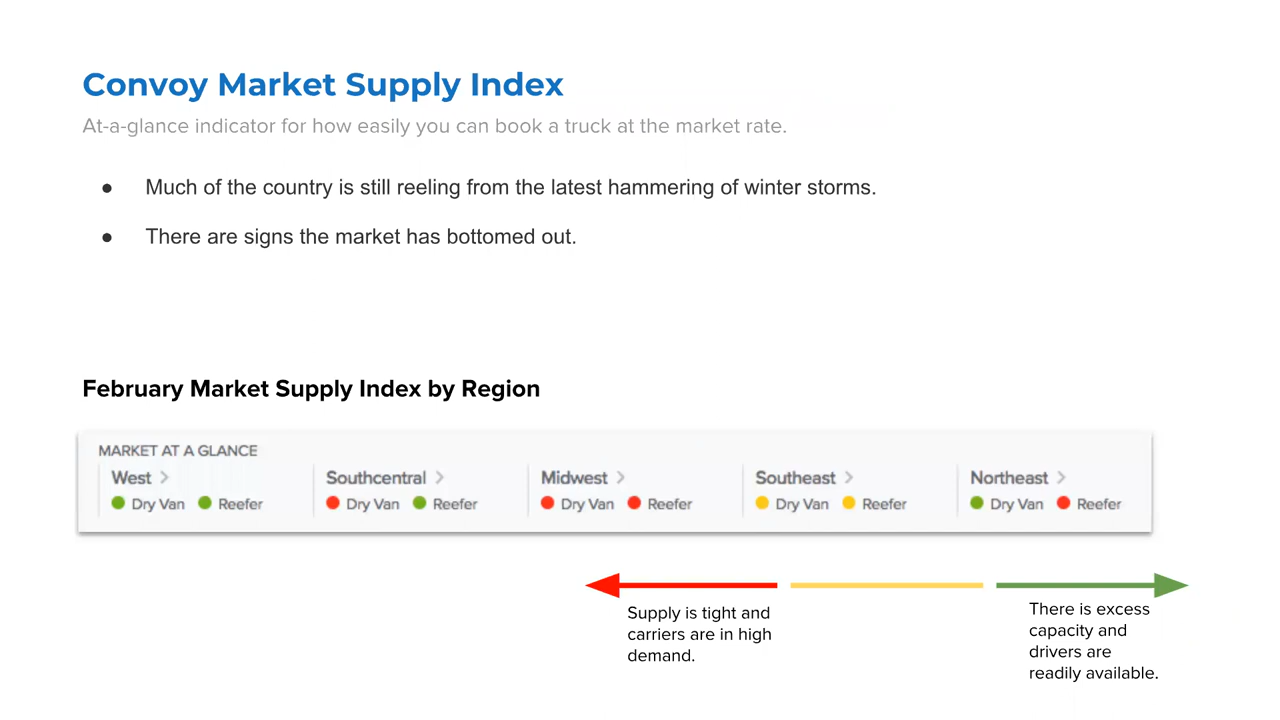 Convoy Market Supply Index
At-a-glance indicator for how easily you can book a truck at the market rate.
● Much of the country is still reeling from the latest hammering of winter storms.
● There are signs the market has bottomed out.
February Market Supply Index by Region
MARKET AT A GLANCE
West > Southcentral > Midwest > Southeast > Northeast >
Dry Van Reefer Dry Van Reefer Dry Van Reefer Dry Van Reefer Dry Van Reefer
Supply is tight and
carriers are in high
demand.
There is excess
capacity and
drivers are
readily available.